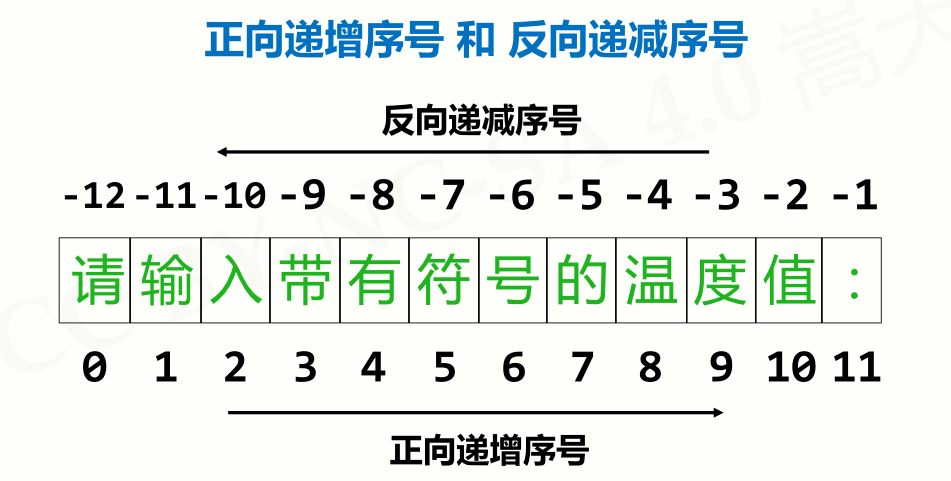 正向递增序号 和 反向递减序号
反向递减序号
-12 -11 -10 -9 -8 -7 -6 -5 -4 -3 -2 -1
请 输 入 带 有 符 号 的 温 度 值 :
0 1 2 3 4 5 6 7 8 9 10 11
正向递增序号
CC BY-NC-SA 4.0 嵩天